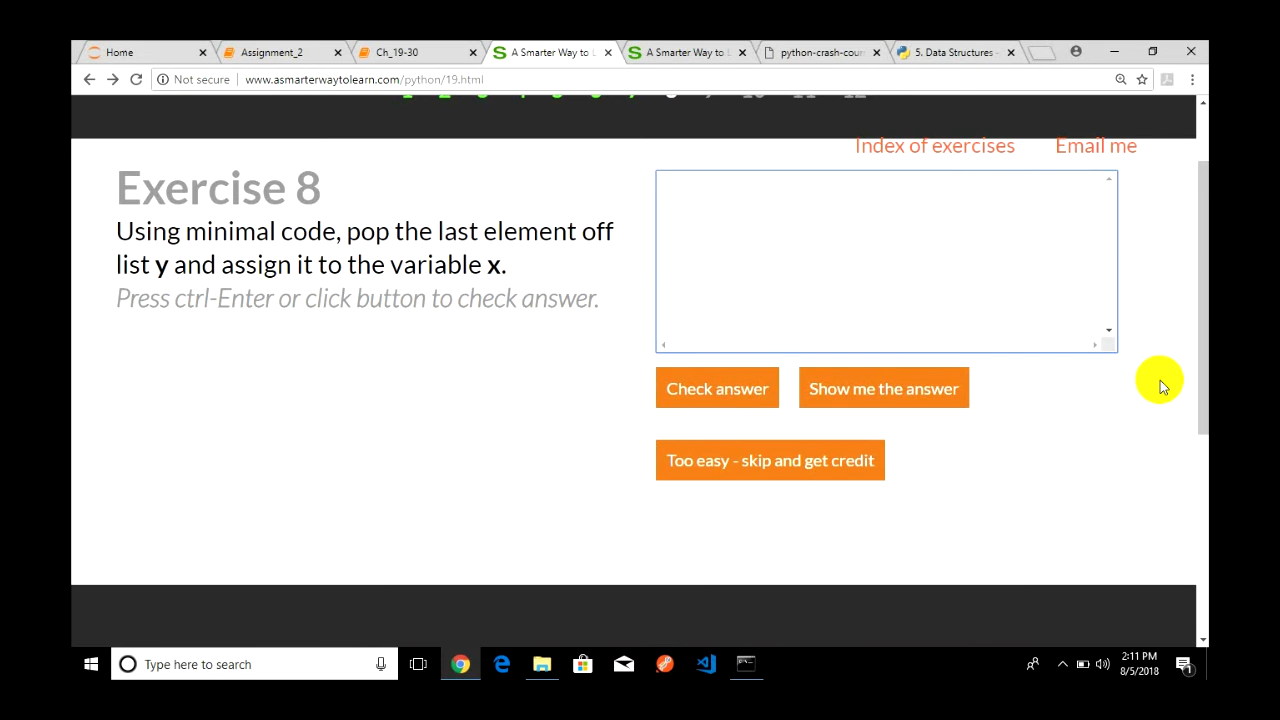 Home
Assignment_2
Ch_19-30
A Smarter Way to L
A Smarter Way to L
python-crash-cou
5. Data Structures
Not secure
www.asmarterwaytolearn.com/python/19.html
Index of exercises
Email me
Exercise 8
Using minimal code, pop the last element off
list y and assign it to the variable x.
Press ctrl-Enter or click button to check answer.
Check answer
Show me the answer
Too easy - skip and get credit
Type here to search
2:11 PM
8/5/2018